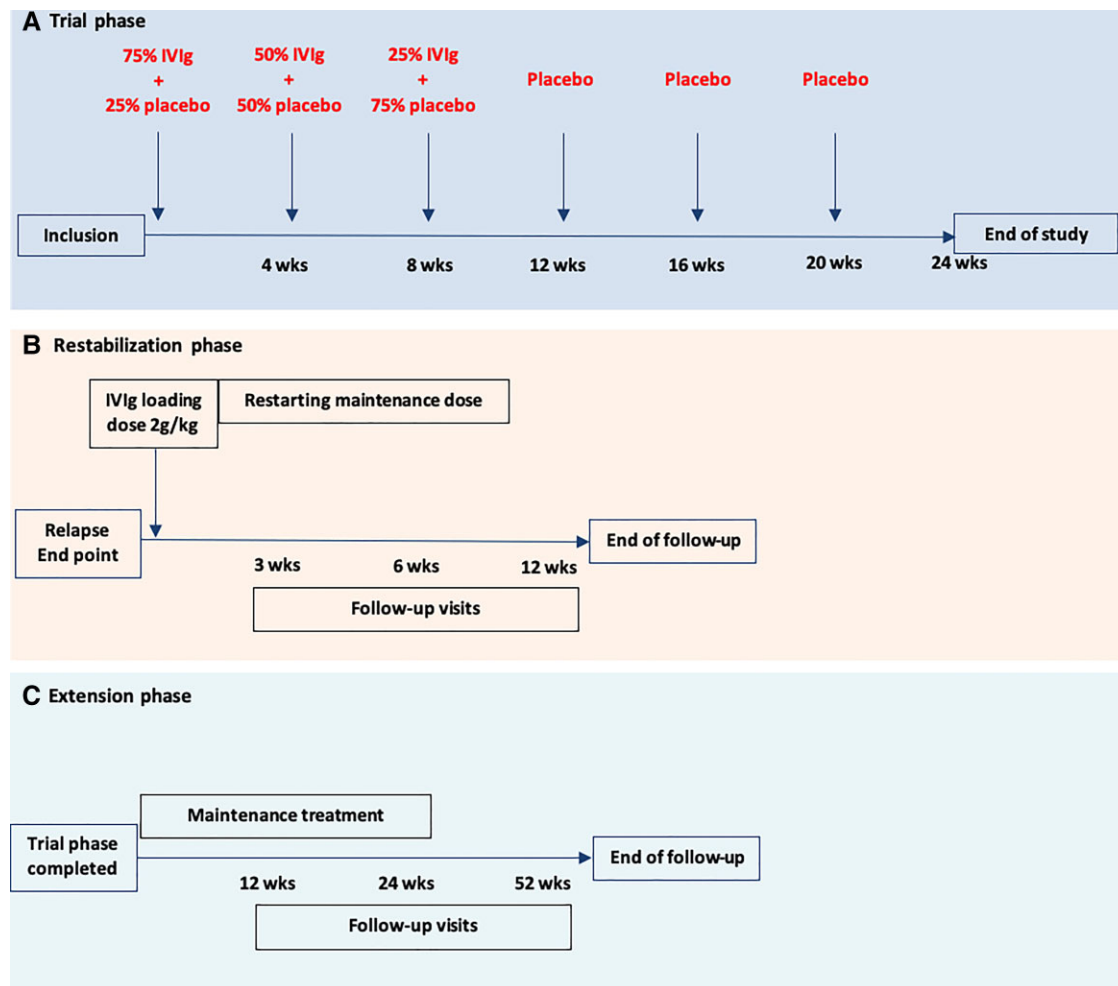 A Trial phase
75% IVIg
+
25% placebo
50% IVIg
+
50% placebo
25% IVIg
+
75% placebo
Placebo
Placebo
Placebo
Inclusion
End of study
4 wks
8 wks
12 wks
16 wks
20 wks
24 wks
B Restabilization phase
IVIg loading
dose 2g/kg
Restarting maintenance dose
Relapse
End point
End of follow-up
3 wks
6 wks
12 wks
Follow-up visits
C Extension phase
Maintenance treatment
Trial phase
completed
End of follow-up
12 wks
24 wks
52 wks
Follow-up visits